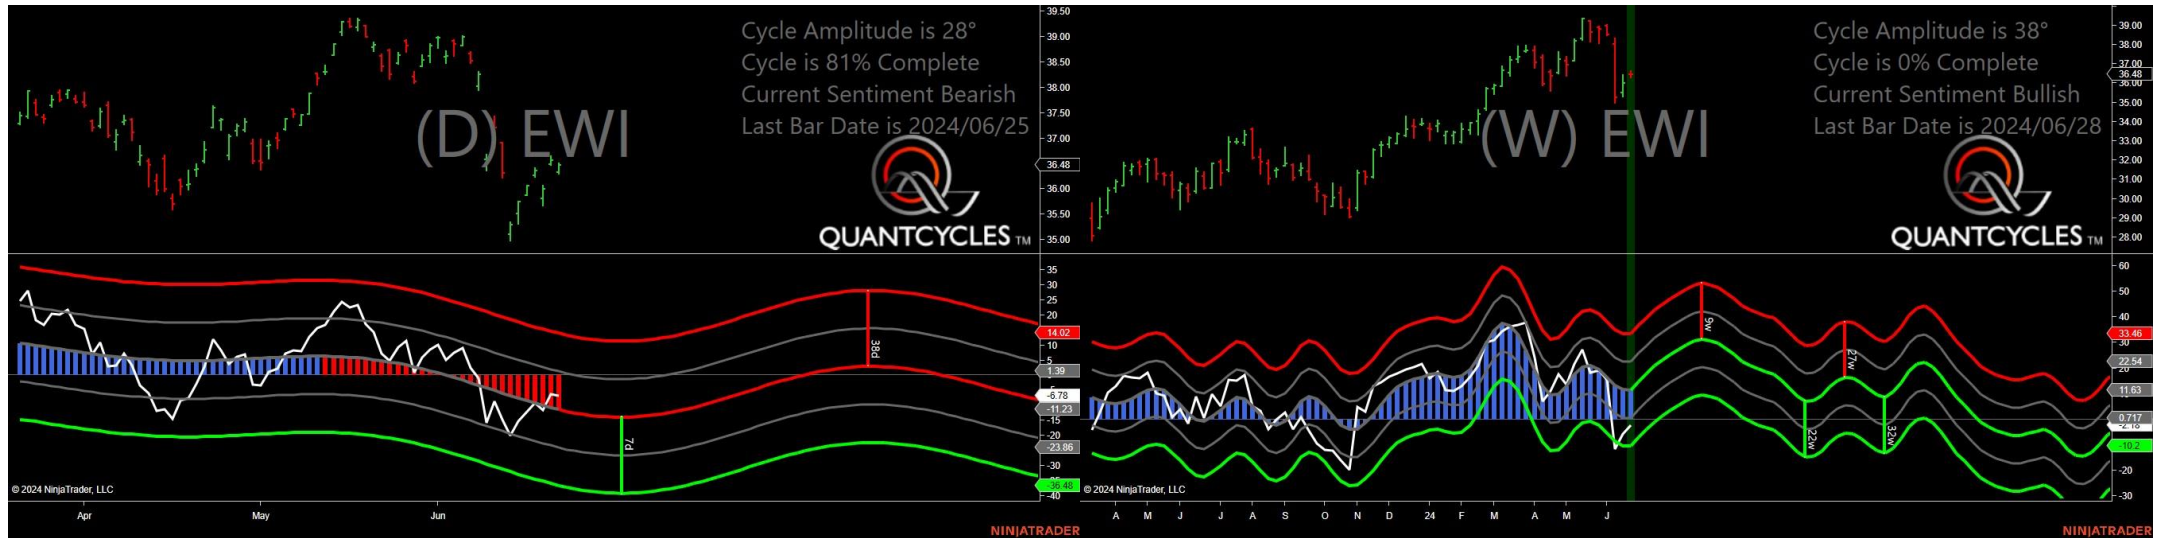 Cycle Amplitude is 28°
Cycle is 81% Complete
Current Sentiment Bearish
Last Bar Date is 2024/06/25
(D) EWI
QUANTCYCLES TM
39.50
39.00
38.50
38.00
37.50
37.00
36.48
36.00
35.50
35.00
35
30
25
20
14.02
10
5
1.39
-6.78
-11.23
-15
-20
-23.86
-30
-36.48
-40
38d
7d
© 2024 NinjaTrader, LLC
Apr
May
Jun
NINJATRADER
Cycle Amplitude is 38°
Cycle is 0% Complete
Current Sentiment Bullish
Last Bar Date is 2024/06/28
(W) EWI
QUANTCYCLES TM
39.00
38.00
37.00
36.48
35.00
34.00
33.00
32.00
31.00
30.00
29.00
28.00
60
50
40
33.46
30
22.54
20
11.63
0.717
-10.2
-20
-30
9w
27w
22w
32w
© 2024 NinjaTrader, LLC
A M J J A S O N D 24 F M A M J
NINJATRADER